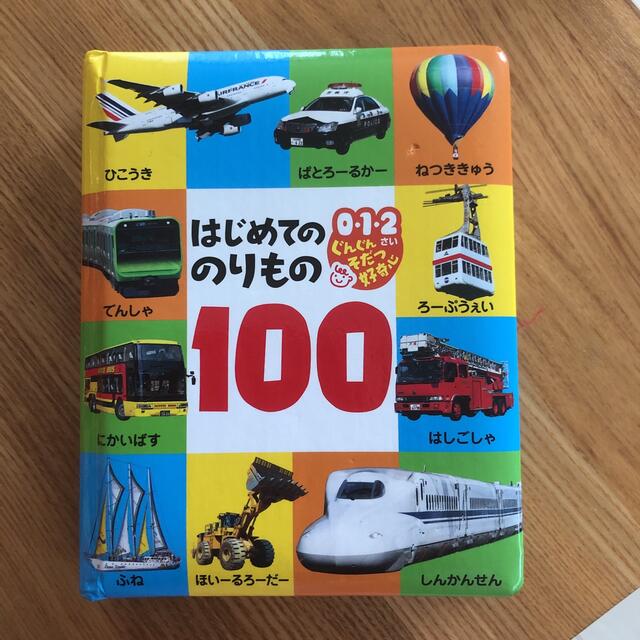 AIRFRANCE
POLICE
ひこうき
ぱとろーるかー
ねつききゅう
はじめての
のりもの
100
0・1・2
さい
ぐんぐん
そだつ
好奇心
でんしゃ
ろーぷうぇい
にかいばす
はしごしゃ
ふね
ほいーるろーだー
しんかんせん